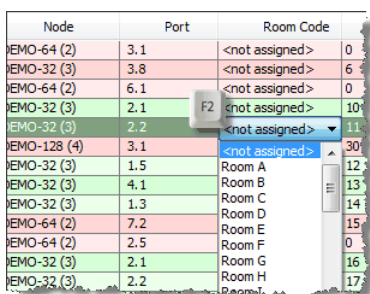 Node Port Room Code
DEMO-64 (2) 3.1 <not assigned> 0
DEMO-32 (3) 3.8 <not assigned> 6
DEMO-64 (2) 6.1 <not assigned> 0
DEMO-32 (3) 2.1 F2 <not assigned> 10
DEMO-32 (3) 2.2 <not assigned> 11
DEMO-128 (4) 3.1 <not assigned> 30
DEMO-32 (3) 1.5 Room A 12
DEMO-32 (3) 4.1 Room B 13
DEMO-32 (3) 1.3 Room C 14
DEMO-64 (2) 7.2 Room D 15
DEMO-64 (2) 2.5 Room E 0
Room F
DEMO-32 (3) 2.1 Room G 16
DEMO-32 (3) 2.2 Room H 17